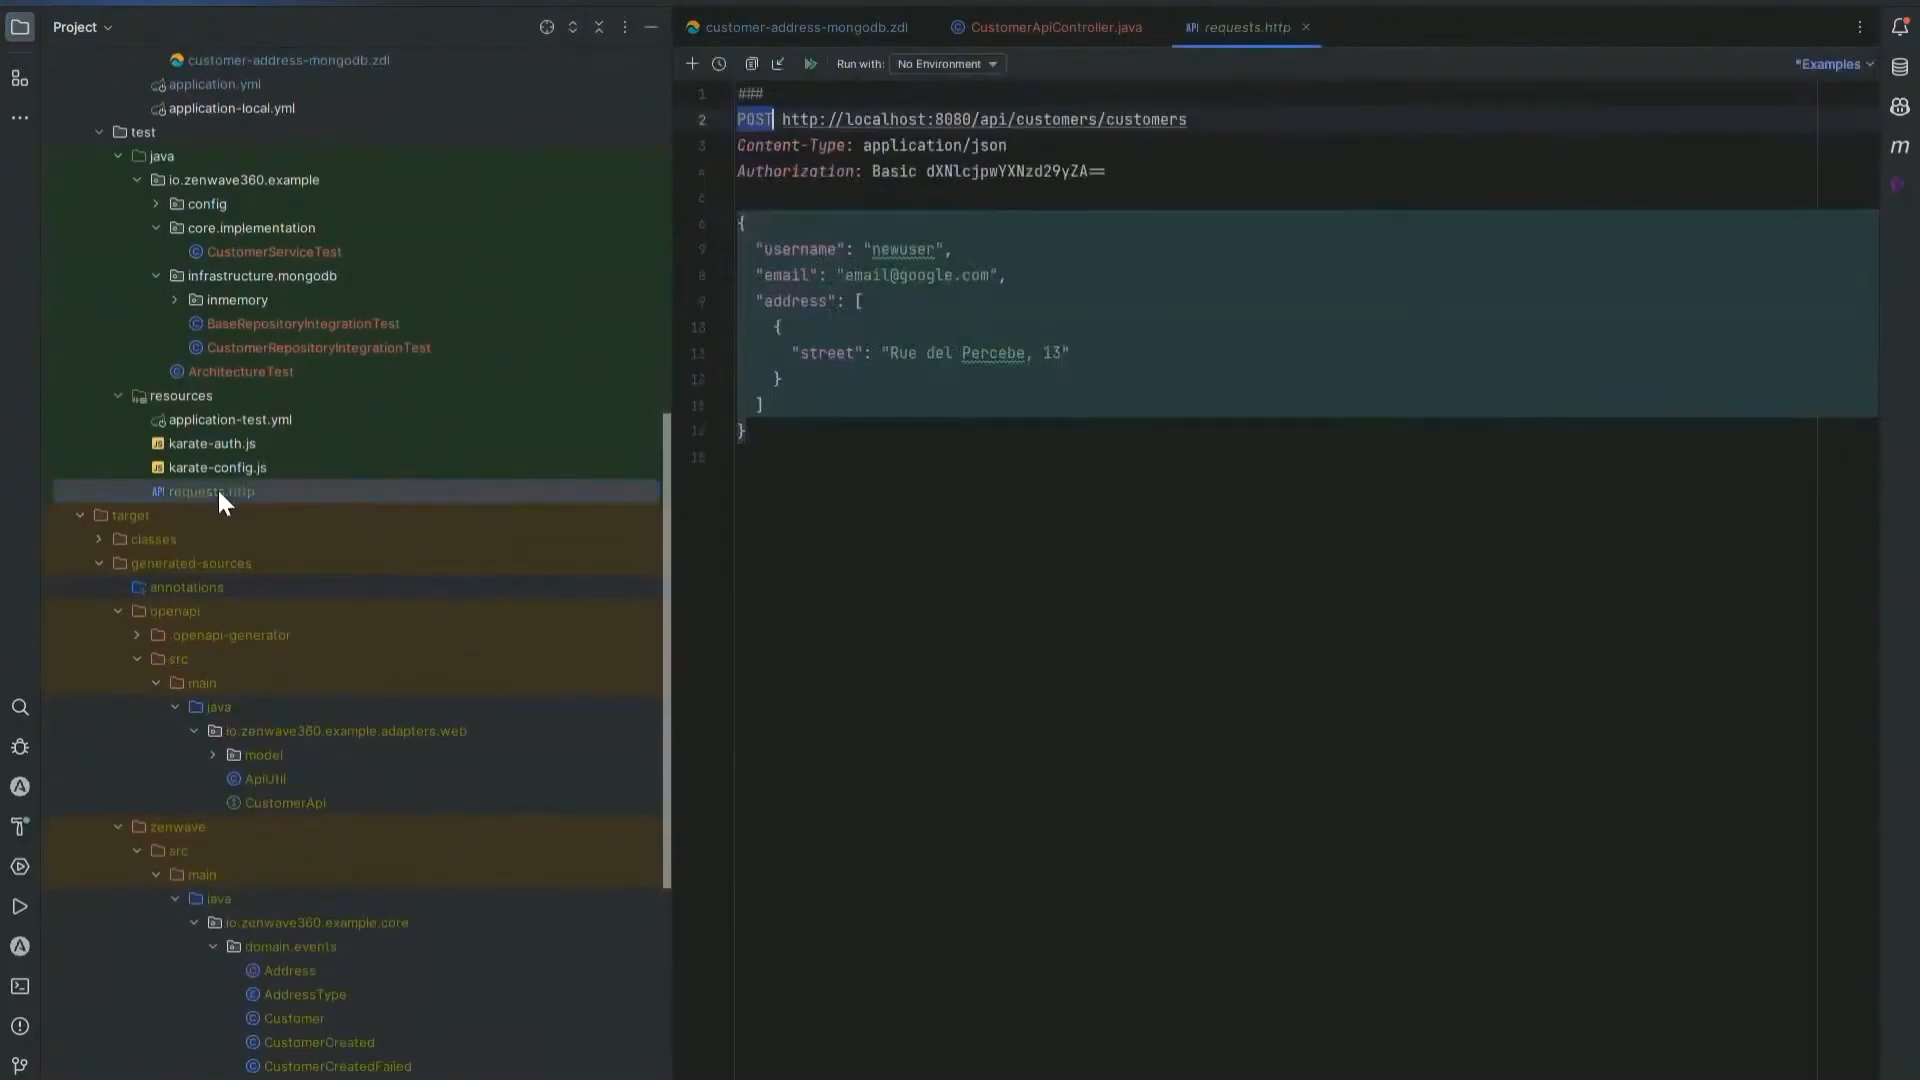 Project
customer-address-mongodb.zdl
application.yml
application-local.yml
test
java
io.zenwave360.example
config
core.implementation
CustomerServiceTest
infrastructure.mongodb
inmemory
BaseRepositoryIntegrationTest
CustomerRepositoryIntegrationTest
ArchitectureTest
resources
application-test.yml
karate-auth.js
karate-config.js
requests.http
target
classes
generated-sources
annotations
openapi
.openapi-generator
src
main
java
io.zenwave360.example.adapters.web
model
ApiUtil
CustomerApi
zenwave
src
main
java
io.zenwave360.example.core
domain.events
Address
AddressType
Customer
CustomerCreated
CustomerCreatedFailed
customer-address-mongodb.zdl CustomerApiController.java API requests.http
Run with: No Environment *Examples
1 ###
2 POST http://localhost:8080/api/customers/customers
3 Content-Type: application/json
Authorization: Basic dXNlcjpwYXNzd29yZA==
{
"username": "newuser",
"email": "email@google.com",
"address": [
{
"street": "Rue del Percebe, 13"
}
]
}